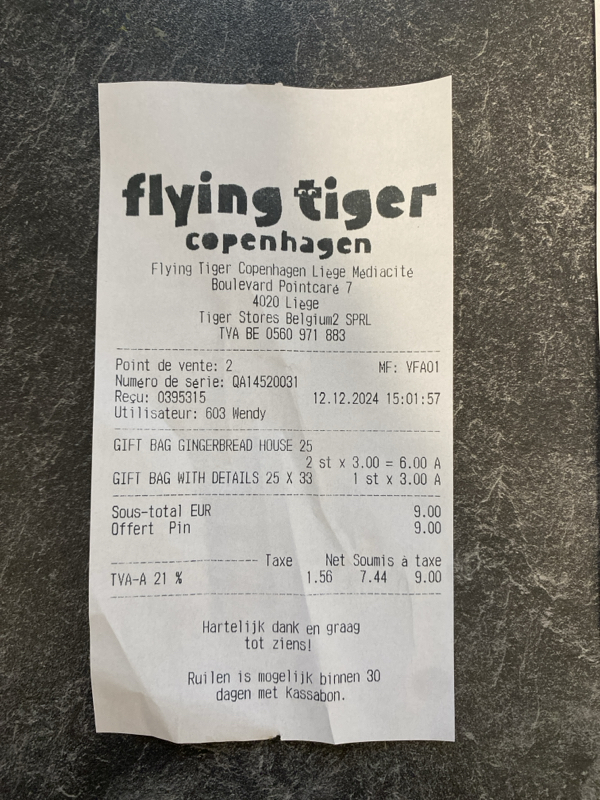 flying tiger
copenhagen
Flying Tiger Copenhagen Liège Médiacité
Boulevard Pointcaré 7
4020 Liège
Tiger Stores Belgium2 SPRL
TVA BE 0560 971 883
Point de vente: 2 MF: VFA01
Numéro de série: QA14520031
Reçu: 0395315 12.12.2024 15:01:57
Utilisateur: 603 Wendy
GIFT BAG GINGERBREAD HOUSE 25
2 st x 3.00 = 6.00 A
GIFT BAG WITH DETAILS 25 X 33 1 st x 3.00 A
Sous-total EUR 9.00
Offert Pin 9.00
Taxe Net Soumis à taxe
TVA-A 21 % 1.56 7.44 9.00
Hartelijk dank en graag
tot ziens!
Ruilen is mogelijk binnen 30
dagen met Kassabon.